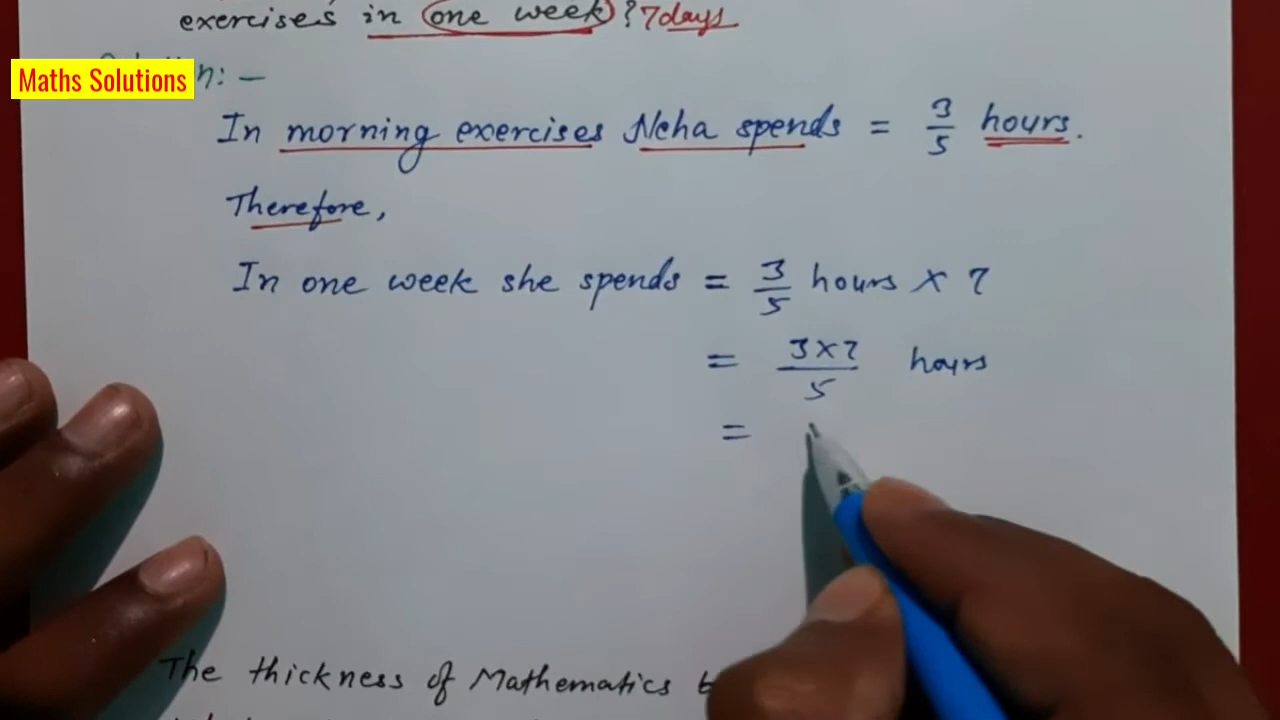 exercises in one week? 7days
Maths Solutions
n: —
In morning exercises Neha spends = 3/5 hours.
Therefore,
In one week she spends = 3/5 hours × 7
= 3×7/5 hours
=
The thickness of Mathematics